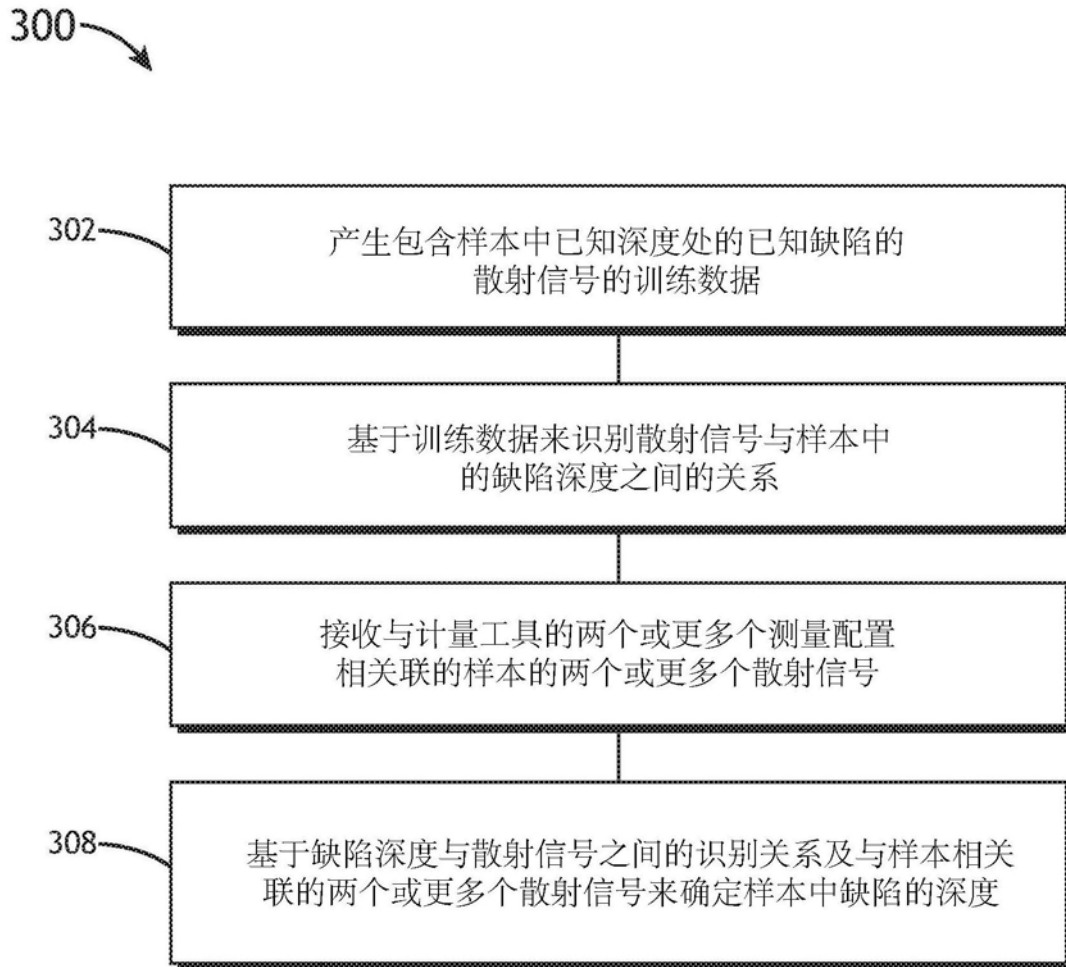 300
302
产生包含样本中已知深度处的已知缺陷的
散射信号的训练数据
304
基于训练数据来识别散射信号与样本中
的缺陷深度之间的关系
306
接收与计量工具的两个或更多个测量配置
相关联的样本的两个或更多个散射信号
308
基于缺陷深度与散射信号之间的识别关系及与样本相关
联的两个或更多个散射信号来确定样本中缺陷的深度